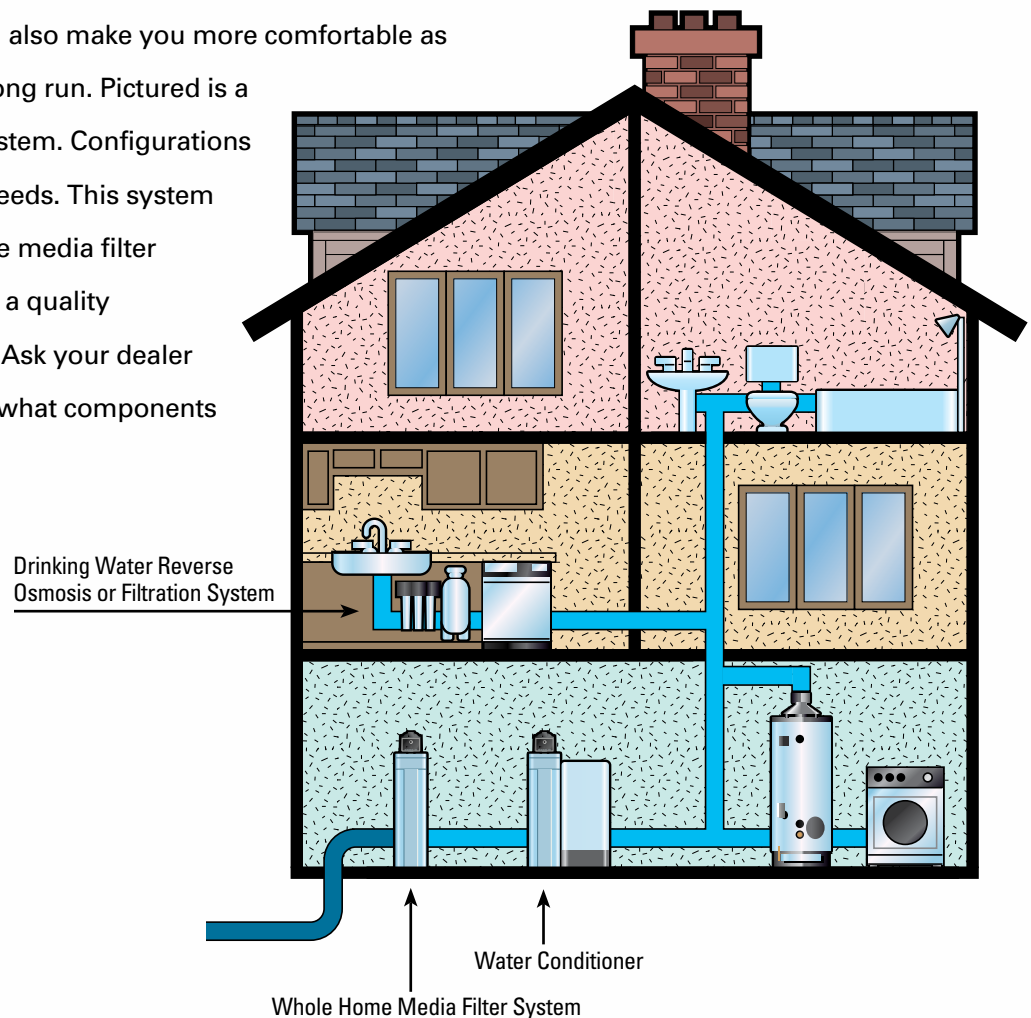 also make you more comfortable as
ong run. Pictured is a
stem. Configurations
eeds. This system
e media filter
a quality
Ask your dealer
what components
Drinking Water Reverse
Osmosis or Filtration System
Water Conditioner
Whole Home Media Filter System